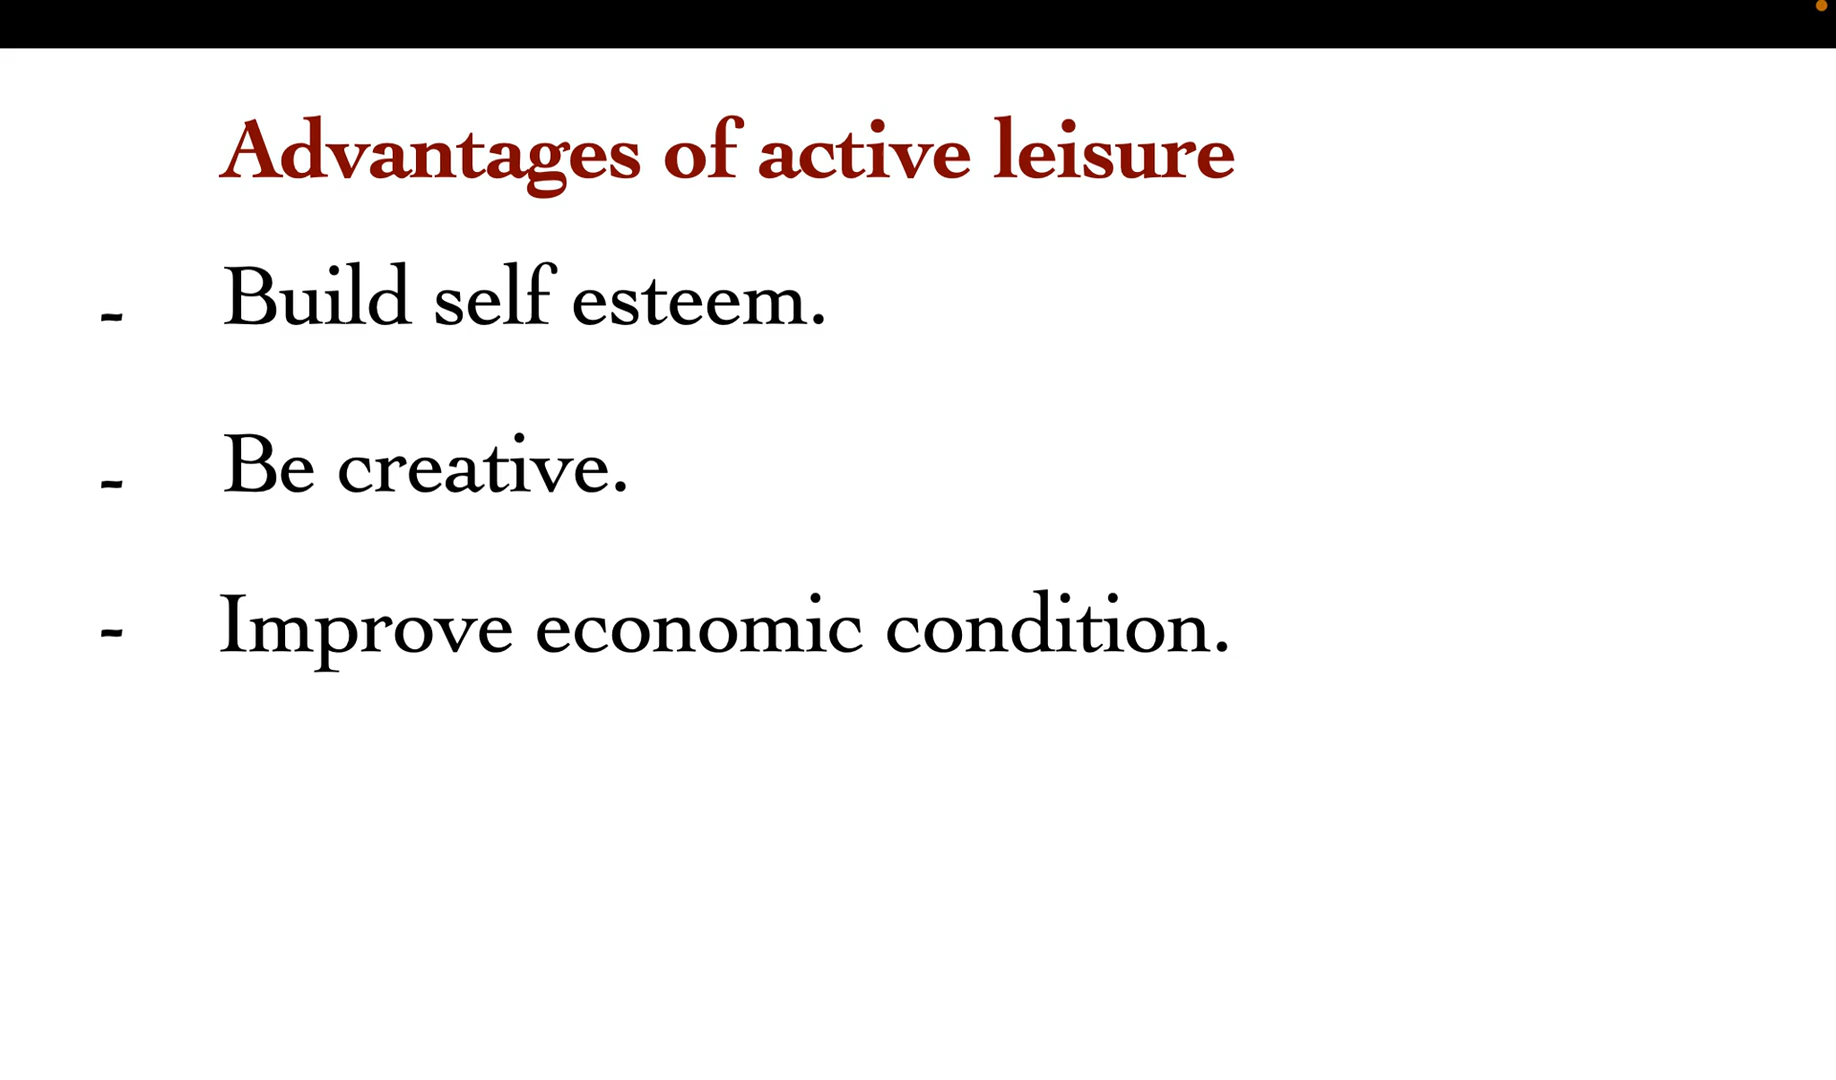 Advantages of active leisure
- Build self esteem.
- Be creative.
- Improve economic condition.